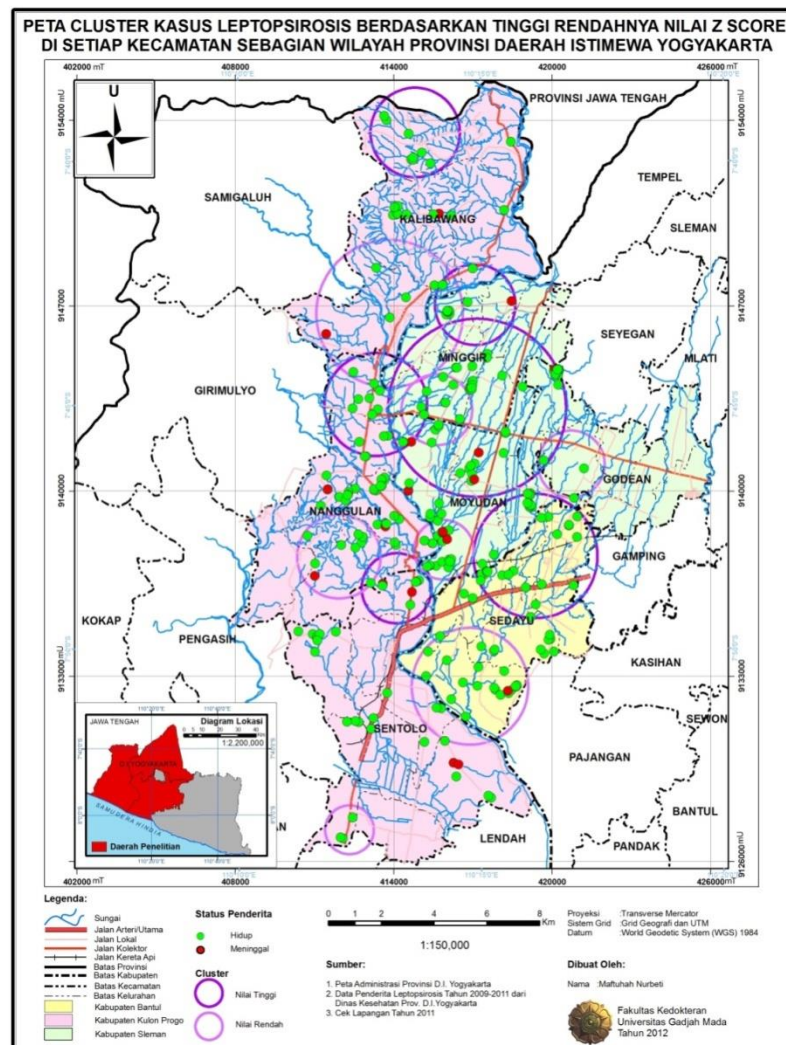 PETA CLUSTER KASUS LEPTOPSIROSIS BERDASARKAN TINGGI RENDAHNYA NILAI Z SCORE
DI SETIAP KECAMATAN SEBAGIAN WILAYAH PROVINSI DAERAH ISTIMEWA YOGYAKARTA
402000 mT
408000
414000
420000
426000 mT
U
PROVINSI JAWA TENGAH
9154000 mU
9154000 mU
TEMPEL
SAMIGALUH
KALIBAWANG
SLEMAN
9147000
9147000
SEYEGAN
MINGGIR
MLATI
GIRIMULYO
GODEAN
9140000
9140000
MOYUDAN
NANGGULAN
GAMPING
KOKAP
SEDAYU
PENGASIH
KASIHAN
9133000
9133000
SEWON
SENTOLO
PAJANGAN
BANTUL
LENDAH
PANDAK
9126000
9126000
JAWA TENGAH
Diagram Lokasi
1:2,200,000
D.I.YOGYAKARTA
SAMUDERA HINDIA
Daerah Penelitian
402000 mT
408000
414000
420000
426000 mT
Legenda:
Sungai
Jalan Arteri/Utama
Jalan Lokal
Jalan Kolektor
Jalan Kereta Api
Batas Provinsi
Batas Kabupaten
Batas Kecamatan
Batas Kelurahan
Kabupaten Bantul
Kabupaten Kulon Progo
Kabupaten Sleman
Status Penderita
Hidup
Meninggal
Cluster
Nilai Tinggi
Nilai Rendah
0 1 2 4 6 8
Km
1:150,000
Sumber:
1. Peta Administrasi Provinsi D.I. Yogyakarta
2. Data Penderita Leptopsirosis Tahun 2009-2011 dari
Dinas Kesehatan Prov. D.I.Yogyakarta
3. Cek Lapangan Tahun 2011
Proyeksi :Transverse Mercator
Sistem Grid :Grid Geografi dan UTM
Datum :World Geodetic System (WGS) 1984
Dibuat Oleh:
Nama :Maftuhah Nurbeti
Fakultas Kedokteran
Universitas Gadjah Mada
Tahun 2012